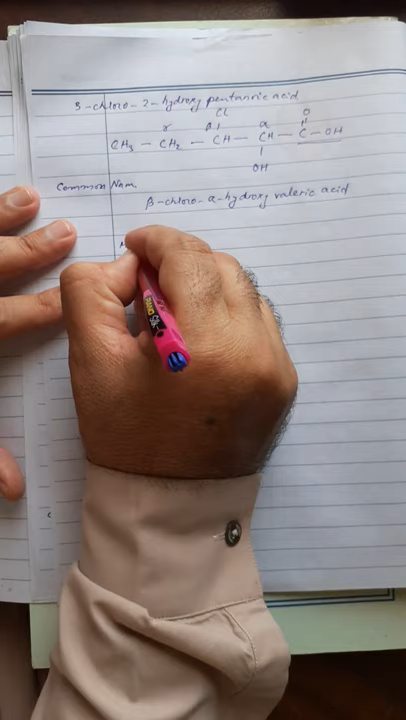 3-chloro-2-hydroxy pentanoic acid
Cl O
γ β α ||
CH3 — CH2 — CH — CH — C — OH
|
OH
Common Name.
β-chloro-α-hydroxy valeric acid